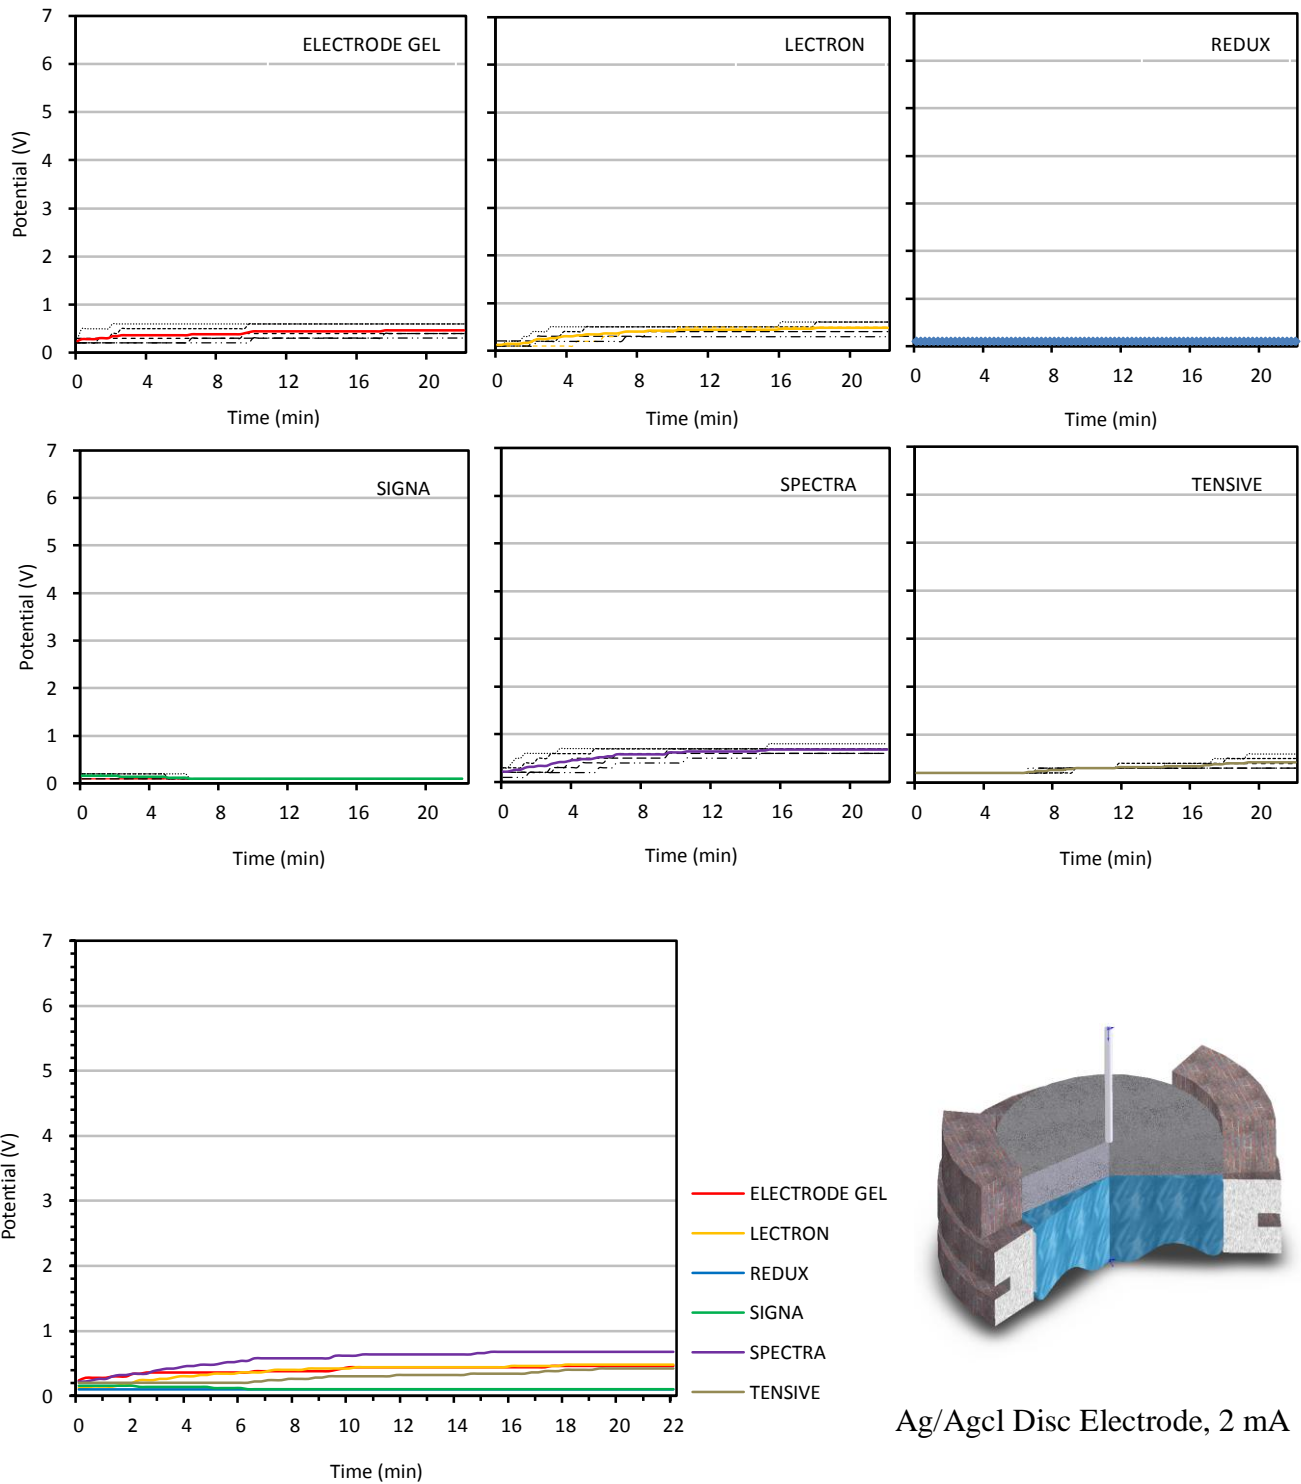 7
6
5
4
3
2
1
0
Potential (V)
ELECTRODE GEL
0 4 8 12 16 20
Time (min)
LECTRON
0 4 8 12 16 20
Time (min)
REDUX
0 4 8 12 16 20
Time (min)
7
6
5
4
3
2
1
0
Potential (V)
SIGNA
0 4 8 12 16 20
Time (min)
SPECTRA
0 4 8 12 16 20
Time (min)
TENSIVE
0 4 8 12 16 20
Time (min)
7
6
5
4
3
2
1
0
Potential (V)
0 2 4 6 8 10 12 14 16 18 20 22
Time (min)
ELECTRODE GEL
LECTRON
REDUX
SIGNA
SPECTRA
TENSIVE
Ag/Agcl Disc Electrode, 2 mA